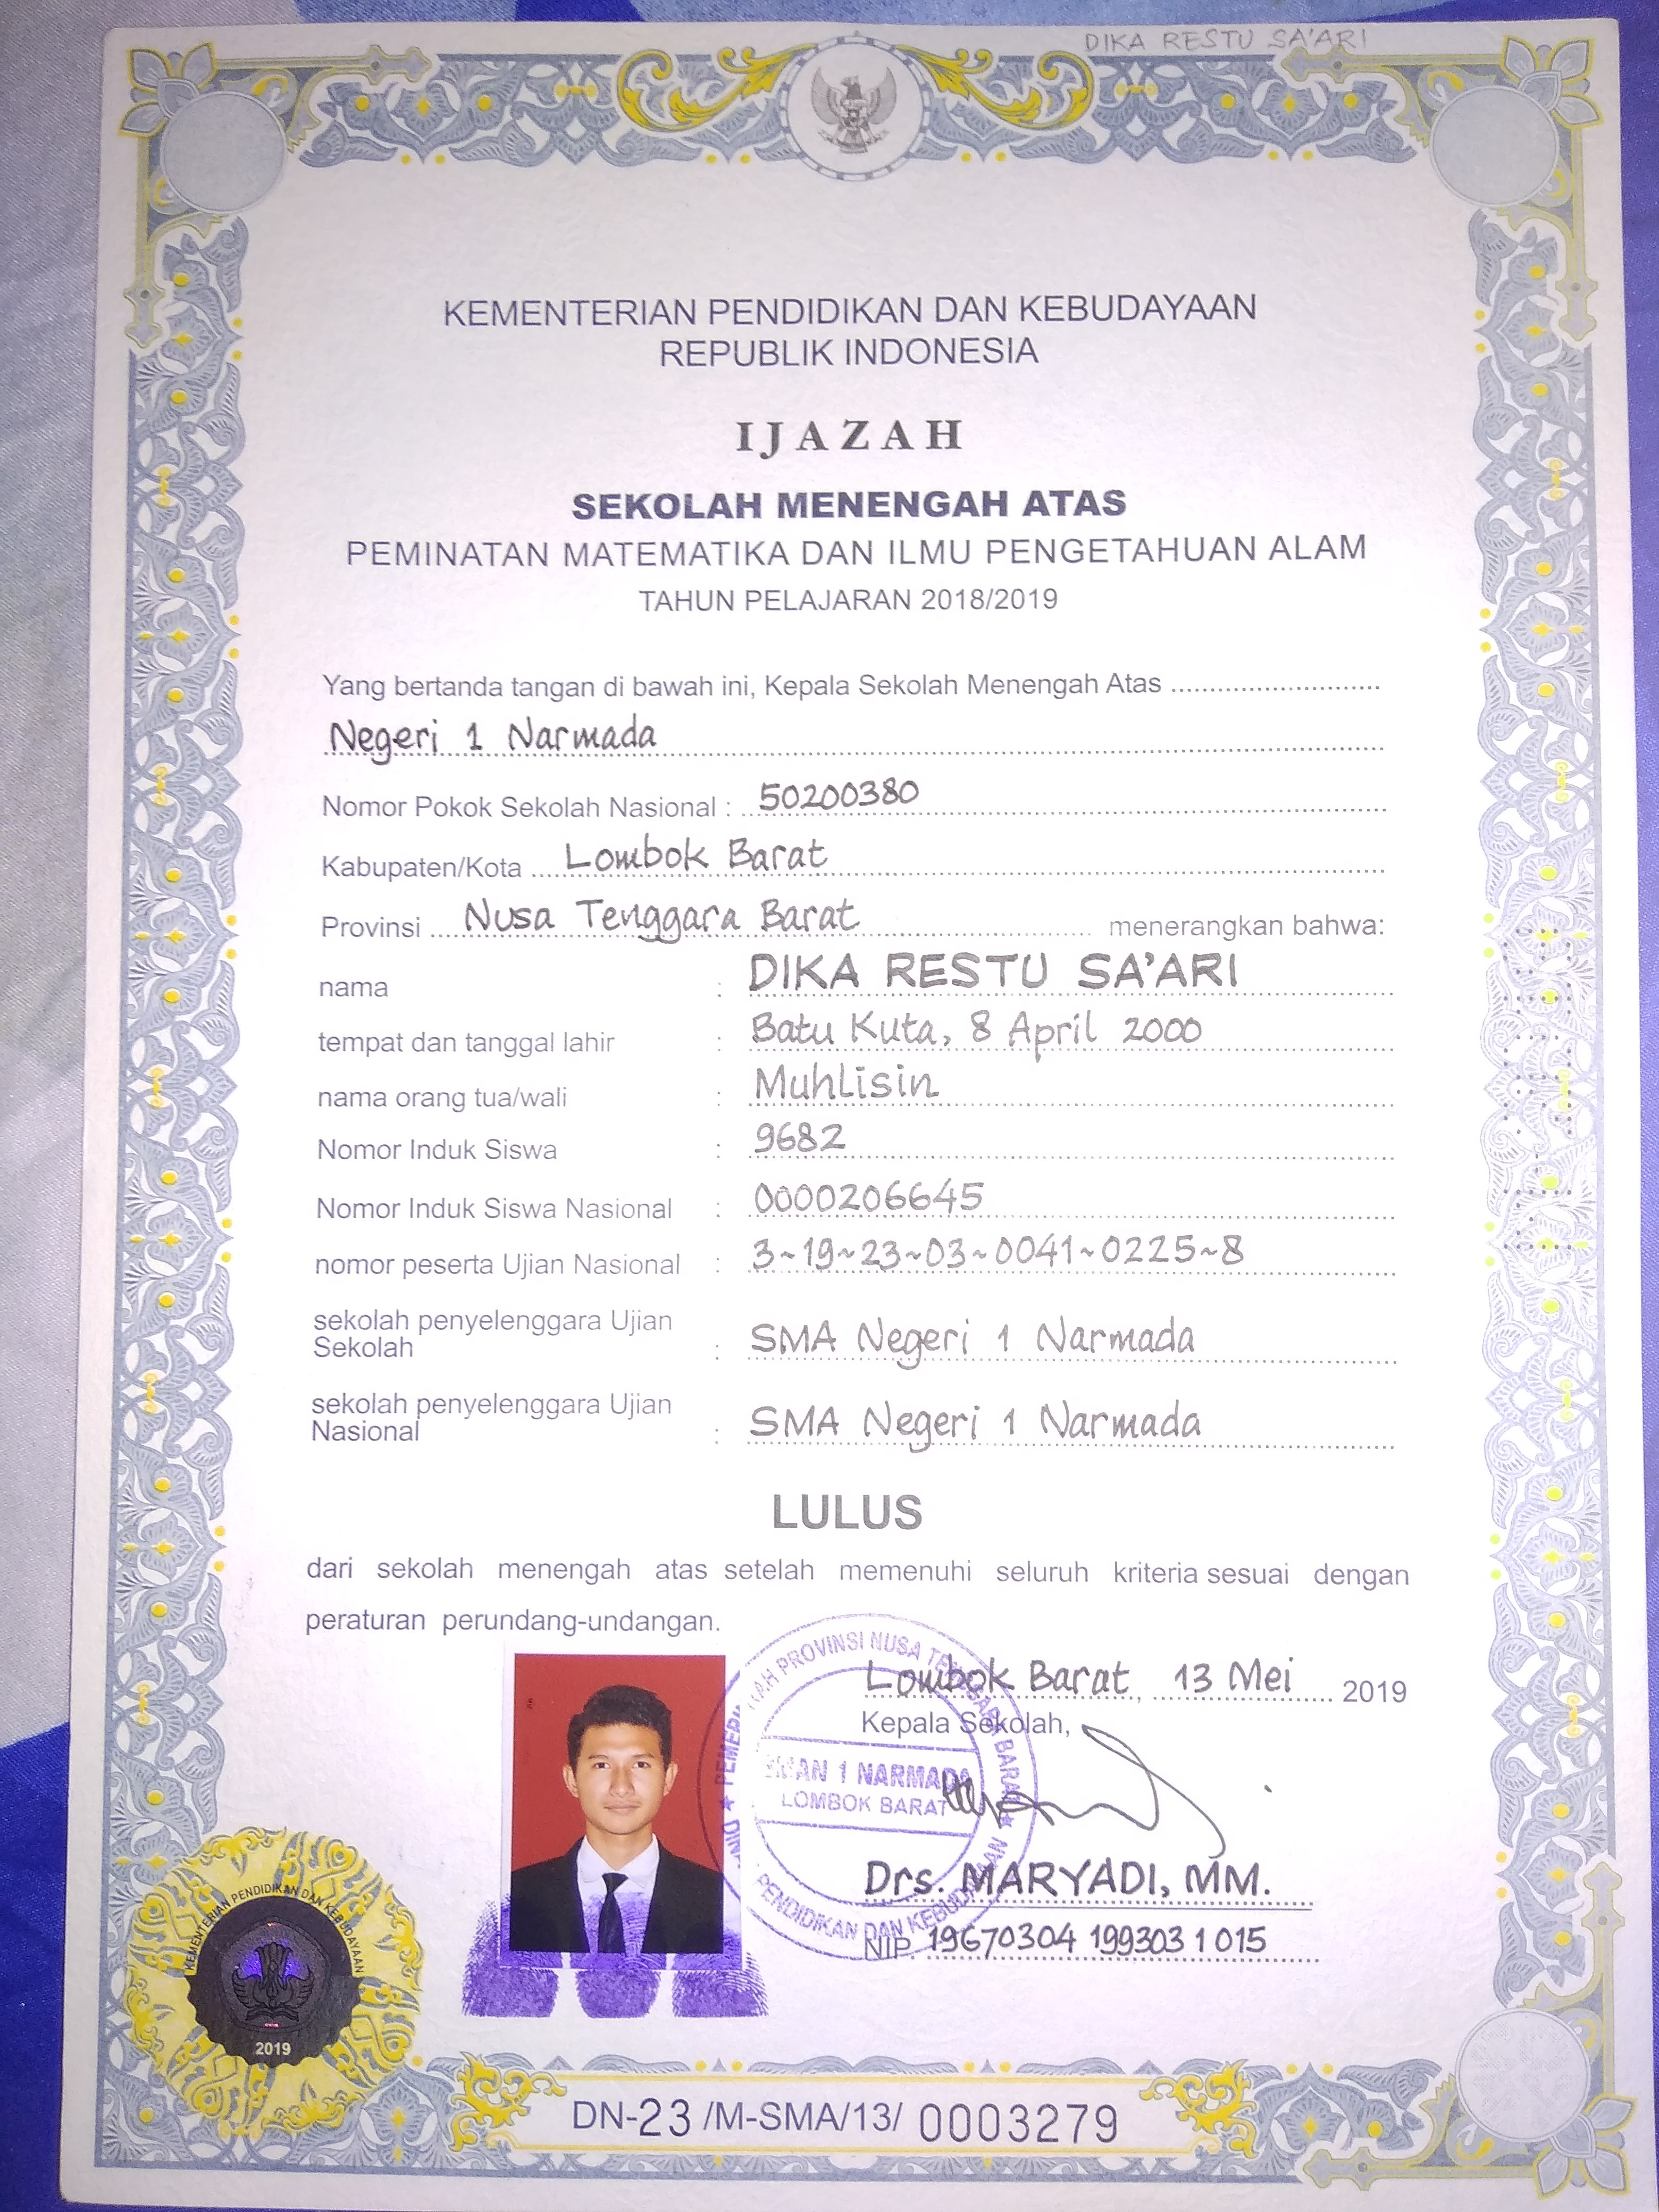 DIKA RESTU SA'ARI
KEMENTERIAN PENDIDIKAN DAN KEBUDAYAAN
REPUBLIK INDONESIA
IJAZAH
SEKOLAH MENENGAH ATAS
PEMINATAN MATEMATIKA DAN ILMU PENGETAHUAN ALAM
TAHUN PELAJARAN 2018/2019
Yang bertanda tangan di bawah ini, Kepala Sekolah Menengah Atas
Negeri 1 Narmada
Nomor Pokok Sekolah Nasional : 50200380
Kabupaten/Kota Lombok Barat
Provinsi Nusa Tenggara Barat menerangkan bahwa:
nama : DIKA RESTU SA'ARI
tempat dan tanggal lahir : Batu Kuta, 8 April 2000
nama orang tua/wali : Muhlisin
Nomor Induk Siswa : 9682
Nomor Induk Siswa Nasional : 0000206645
nomor peserta Ujian Nasional : 3~19~23~03~0041~0225~8
sekolah penyelenggara Ujian
Sekolah : SMA Negeri 1 Narmada
sekolah penyelenggara Ujian
Nasional : SMA Negeri 1 Narmada
LULUS
dari sekolah menengah atas setelah memenuhi seluruh kriteria sesuai dengan
peraturan perundang-undangan.
Lombok Barat, 13 Mei 2019
Kepala Sekolah,
PROVINSI NUSA TENGGARA BARAT
1 NARMADA
LOMBOK BARAT
PENDIDIKAN DAN KEBUDAYAAN
Drs. MARYADI, MM.
NIP. 19670304 199303 1 015
KEMENTERIAN PENDIDIKAN DAN KEBUDAYAAN
2019
DN-23 /M-SMA/13/ 0003279